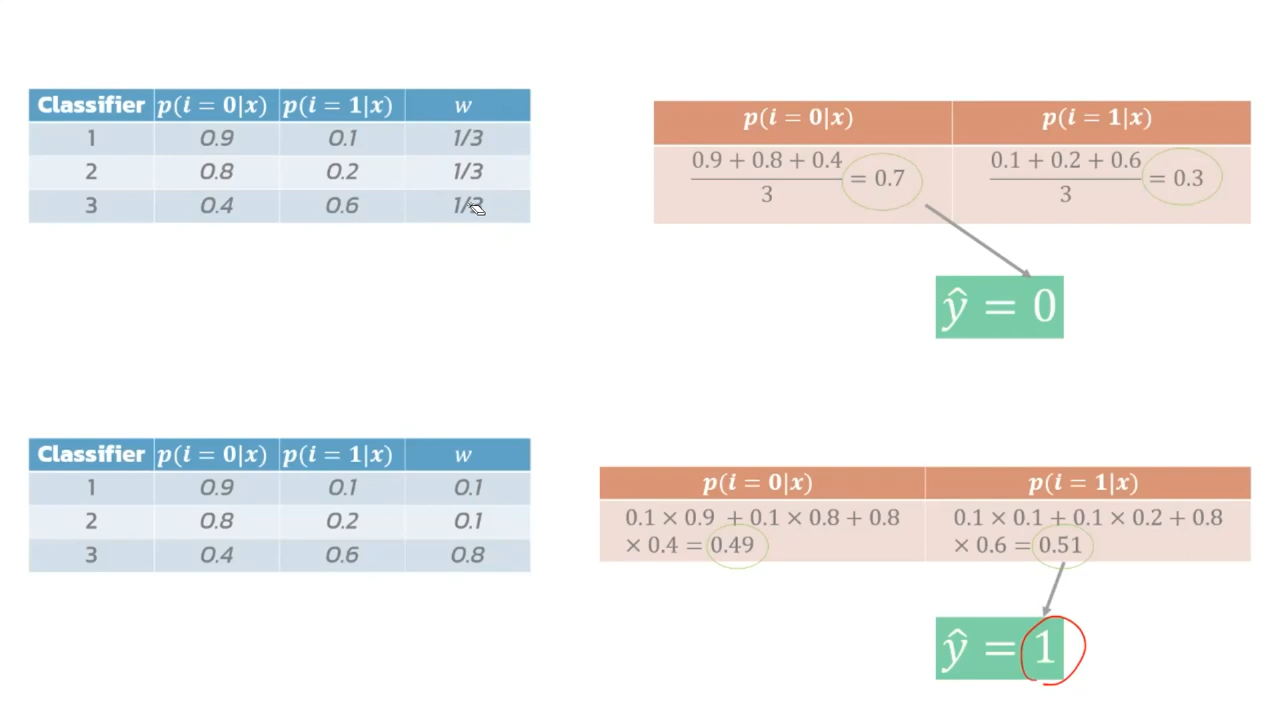 Classifier p(i = 0|x) p(i = 1|x) w
1 0.9 0.1 1/3
2 0.8 0.2 1/3
3 0.4 0.6 1/3
p(i = 0|x) p(i = 1|x)
0.9 + 0.8 + 0.4 0.1 + 0.2 + 0.6
= 0.7 = 0.3
3 3
ŷ = 0
Classifier p(i = 0|x) p(i = 1|x) w
1 0.9 0.1 0.1
2 0.8 0.2 0.1
3 0.4 0.6 0.8
p(i = 0|x) p(i = 1|x)
0.1 × 0.9 + 0.1 × 0.8 + 0.8 0.1 × 0.1 + 0.1 × 0.2 + 0.8
× 0.4 = 0.49 × 0.6 = 0.51
ŷ = 1